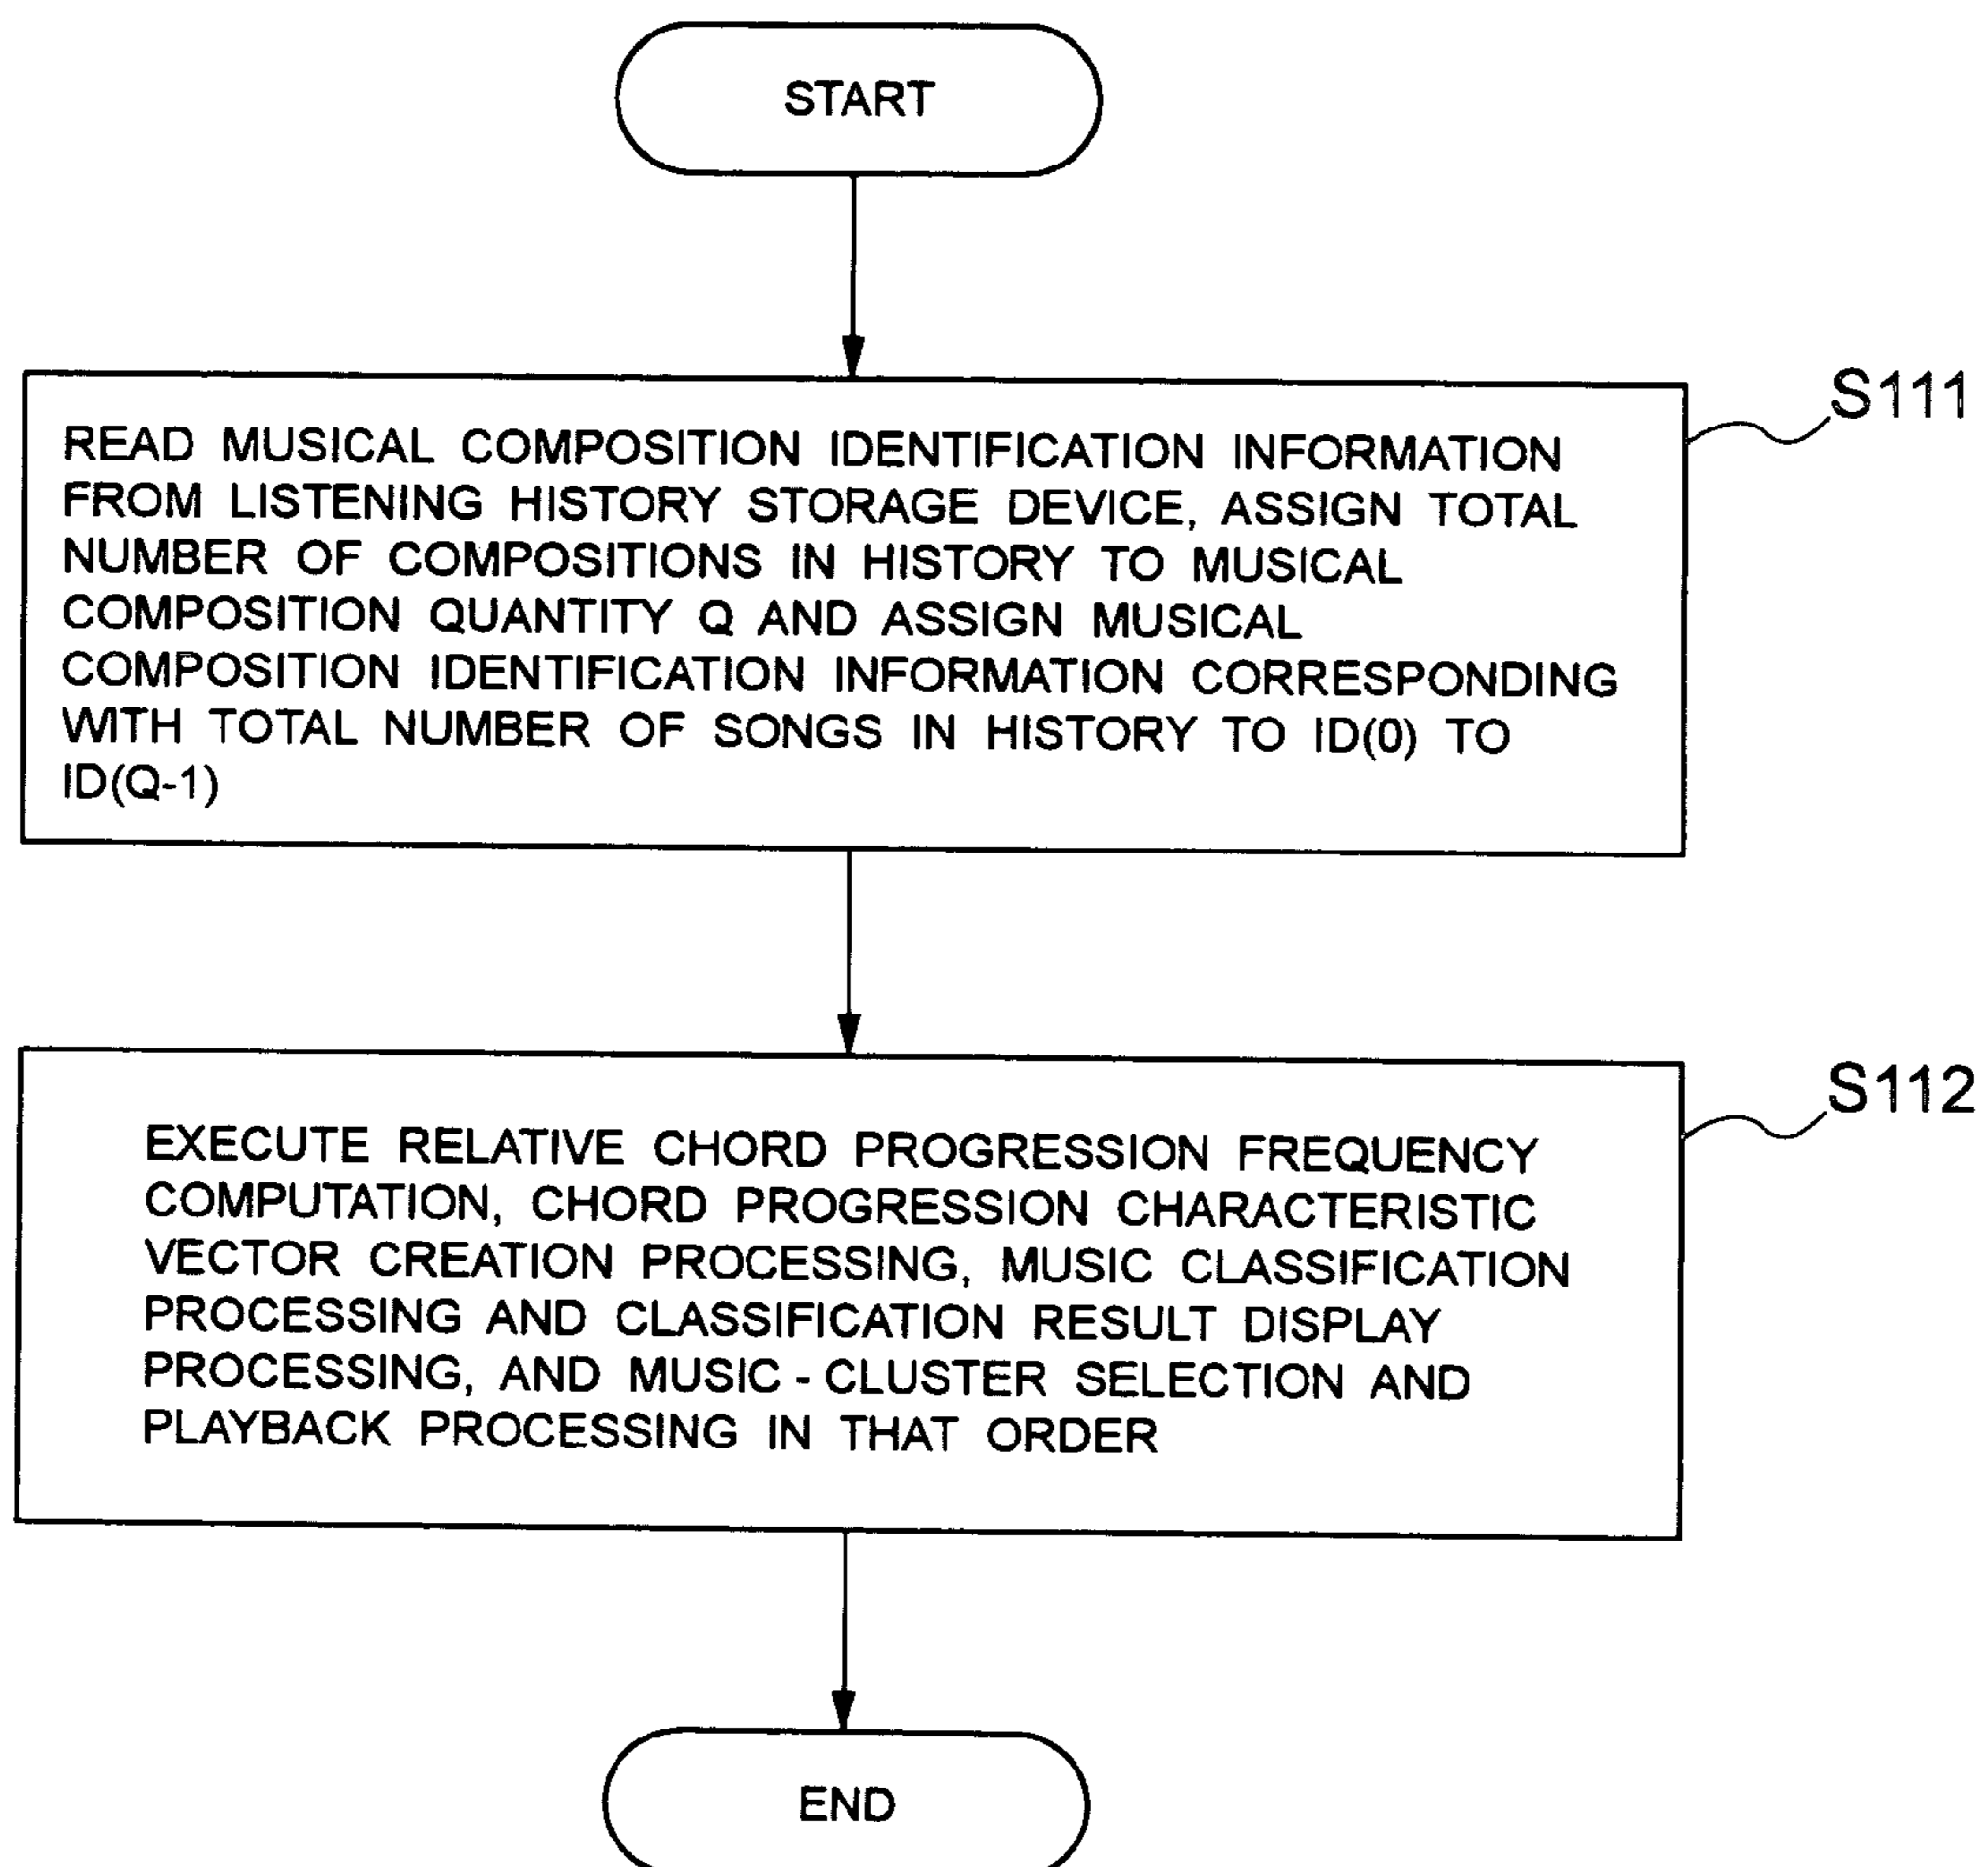 START
S111
READ MUSICAL COMPOSITION IDENTIFICATION INFORMATION
FROM LISTENING HISTORY STORAGE DEVICE, ASSIGN TOTAL
NUMBER OF COMPOSITIONS IN HISTORY TO MUSICAL
COMPOSITION QUANTITY Q AND ASSIGN MUSICAL
COMPOSITION IDENTIFICATION INFORMATION CORRESPONDING
WITH TOTAL NUMBER OF SONGS IN HISTORY TO ID(0) TO
ID(Q-1)
S112
EXECUTE RELATIVE CHORD PROGRESSION FREQUENCY
COMPUTATION, CHORD PROGRESSION CHARACTERISTIC
VECTOR CREATION PROCESSING, MUSIC CLASSIFICATION
PROCESSING AND CLASSIFICATION RESULT DISPLAY
PROCESSING, AND MUSIC - CLUSTER SELECTION AND
PLAYBACK PROCESSING IN THAT ORDER
END